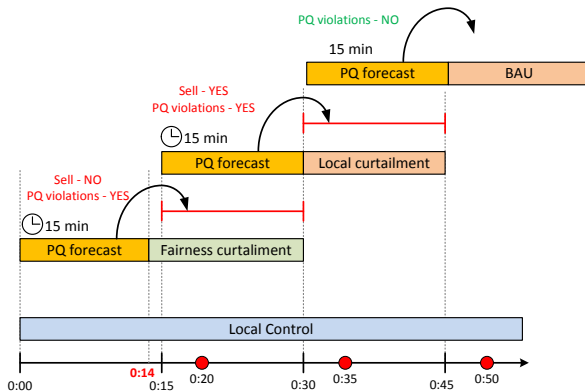 PQ violations - NO
15 min
PQ forecast
BAU
Sell - YES
PQ violations - YES
15 min
PQ forecast
Local curtailment
Sell - NO
PQ violations - YES
15 min
PQ forecast
Fairness curtaliment
Local Control
0:00
0:14
0:15
0:20
0:30
0:35
0:45
0:50